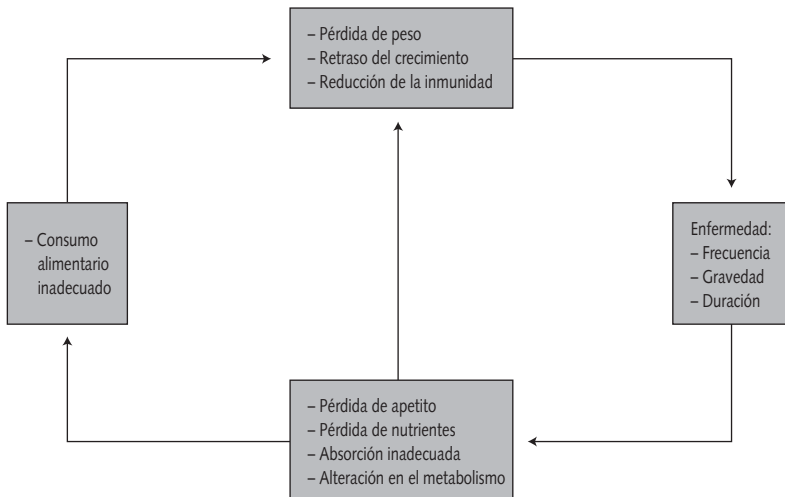 – Pérdida de peso
– Retraso del crecimiento
– Reducción de la inmunidad
– Consumo
alimentario
inadecuado
Enfermedad:
– Frecuencia
– Gravedad
– Duración
– Pérdida de apetito
– Pérdida de nutrientes
– Absorción inadecuada
– Alteración en el metabolismo